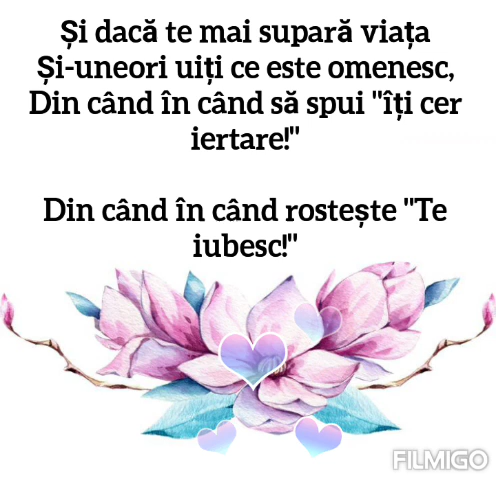 Și dacă te mai supară viața
Și-uneori uiți ce este omenesc,
Din când în când să spui "îți cer
iertare!"
Din când în când rostește "Te
iubesc!"
FILMIGO